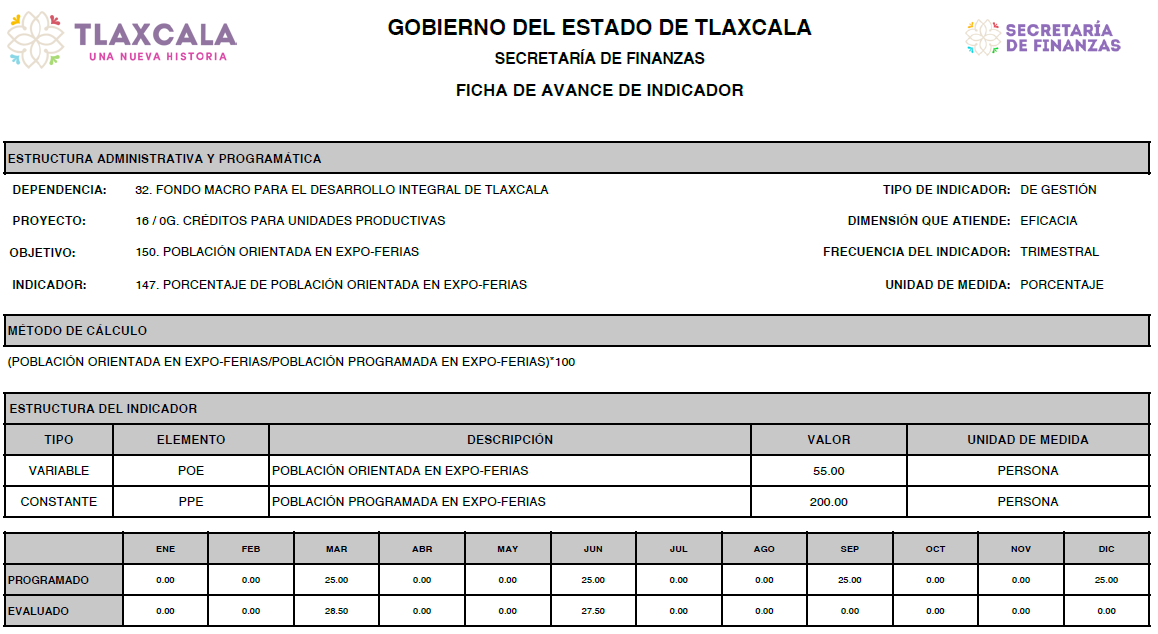 TLAXCALA
UNA NUEVA HISTORIA
GOBIERNO DEL ESTADO DE TLAXCALA
SECRETARÍA DE FINANZAS
FICHA DE AVANCE DE INDICADOR
SECRETARÍA
DE FINANZAS
ESTRUCTURA ADMINISTRATIVA Y PROGRAMÁTICA
DEPENDENCIA: 32. FONDO MACRO PARA EL DESARROLLO INTEGRAL DE TLAXCALA TIPO DE INDICADOR: DE GESTIÓN
PROYECTO: 16 / 0G. CRÉDITOS PARA UNIDADES PRODUCTIVAS DIMENSIÓN QUE ATIENDE: EFICACIA
OBJETIVO: 150. POBLACIÓN ORIENTADA EN EXPO-FERIAS FRECUENCIA DEL INDICADOR: TRIMESTRAL
INDICADOR: 147. PORCENTAJE DE POBLACIÓN ORIENTADA EN EXPO-FERIAS UNIDAD DE MEDIDA: PORCENTAJE
MÉTODO DE CÁLCULO
(POBLACIÓN ORIENTADA EN EXPO-FERIAS/POBLACIÓN PROGRAMADA EN EXPO-FERIAS)*100
ESTRUCTURA DEL INDICADOR
TIPO ELEMENTO DESCRIPCIÓN VALOR UNIDAD DE MEDIDA
VARIABLE POE POBLACIÓN ORIENTADA EN EXPO-FERIAS 55.00 PERSONA
CONSTANTE PPE POBLACIÓN PROGRAMADA EN EXPO-FERIAS 200.00 PERSONA
ENE FEB MAR ABR MAY JUN JUL AGO SEP OCT NOV DIC
PROGRAMADO 0.00 0.00 25.00 0.00 0.00 25.00 0.00 0.00 25.00 0.00 0.00 25.00
EVALUADO 0.00 0.00 28.50 0.00 0.00 27.50 0.00 0.00 0.00 0.00 0.00 0.00